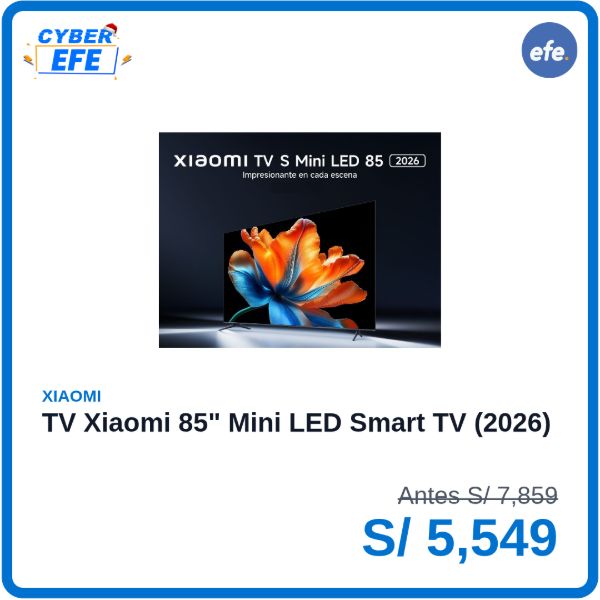 CYBER
EFE
efe.
xiaomi TV S Mini LED 85 2026
Impresionante en cada escena
XIAOMI
TV Xiaomi 85" Mini LED Smart TV (2026)
Antes S/ 7,859
S/ 5,549